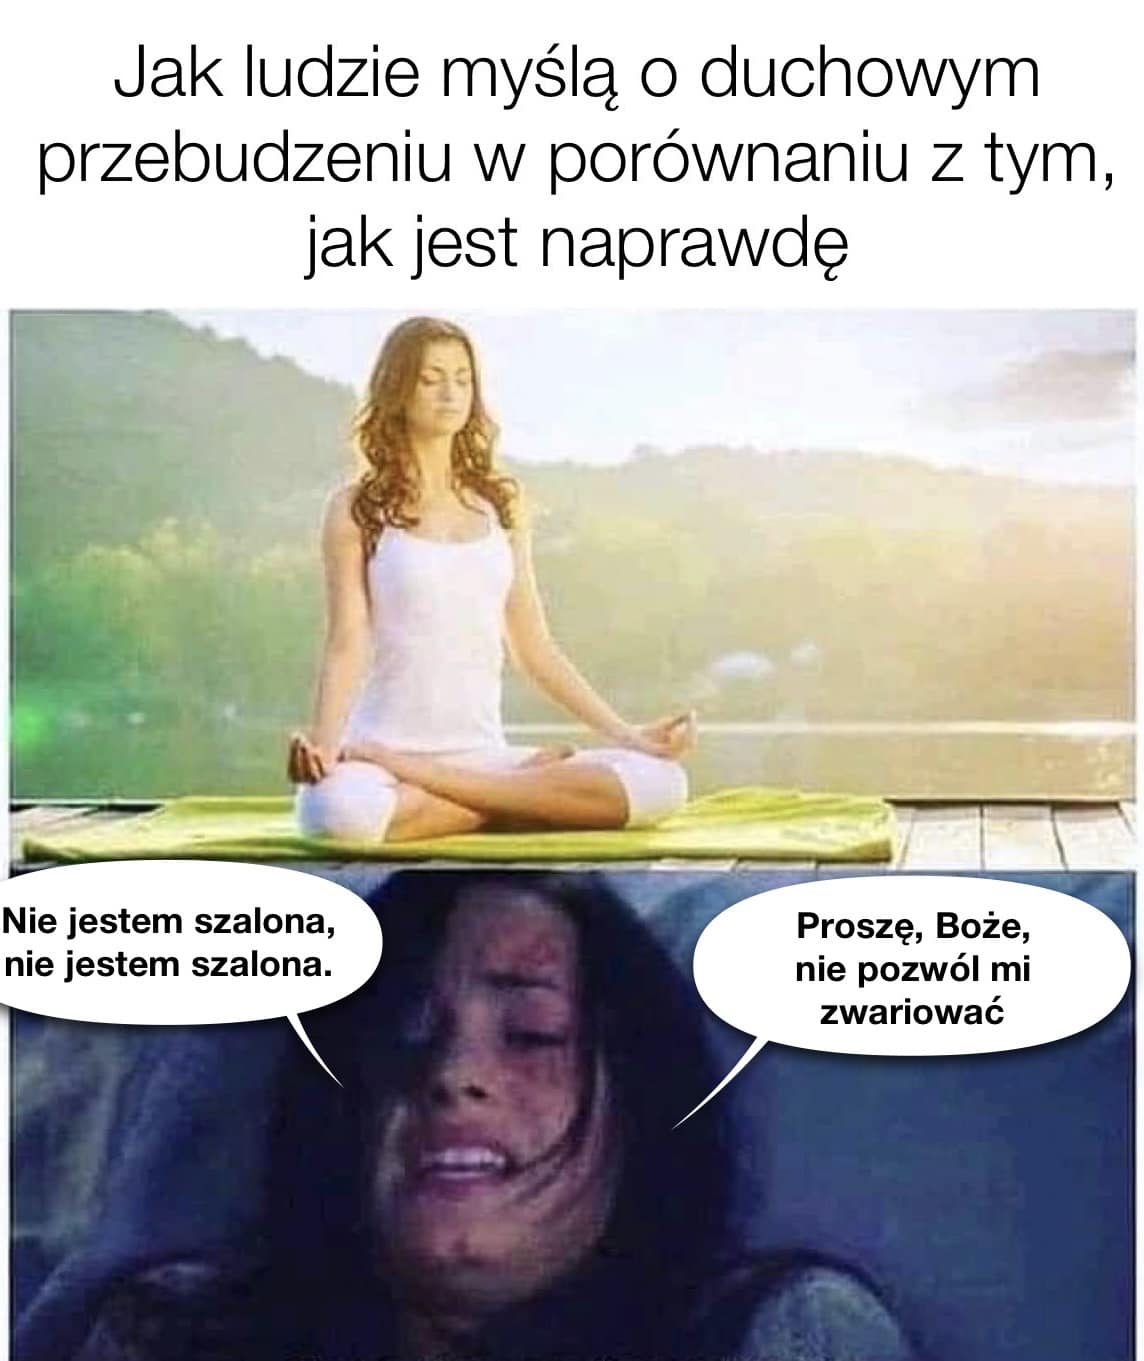 Jak ludzie myślą o duchowym
przebudzeniu w porównaniu z tym,
jak jest naprawdę
Nie jestem szalona,
nie jestem szalona.
Proszę, Boże,
nie pozwól mi
zwariować